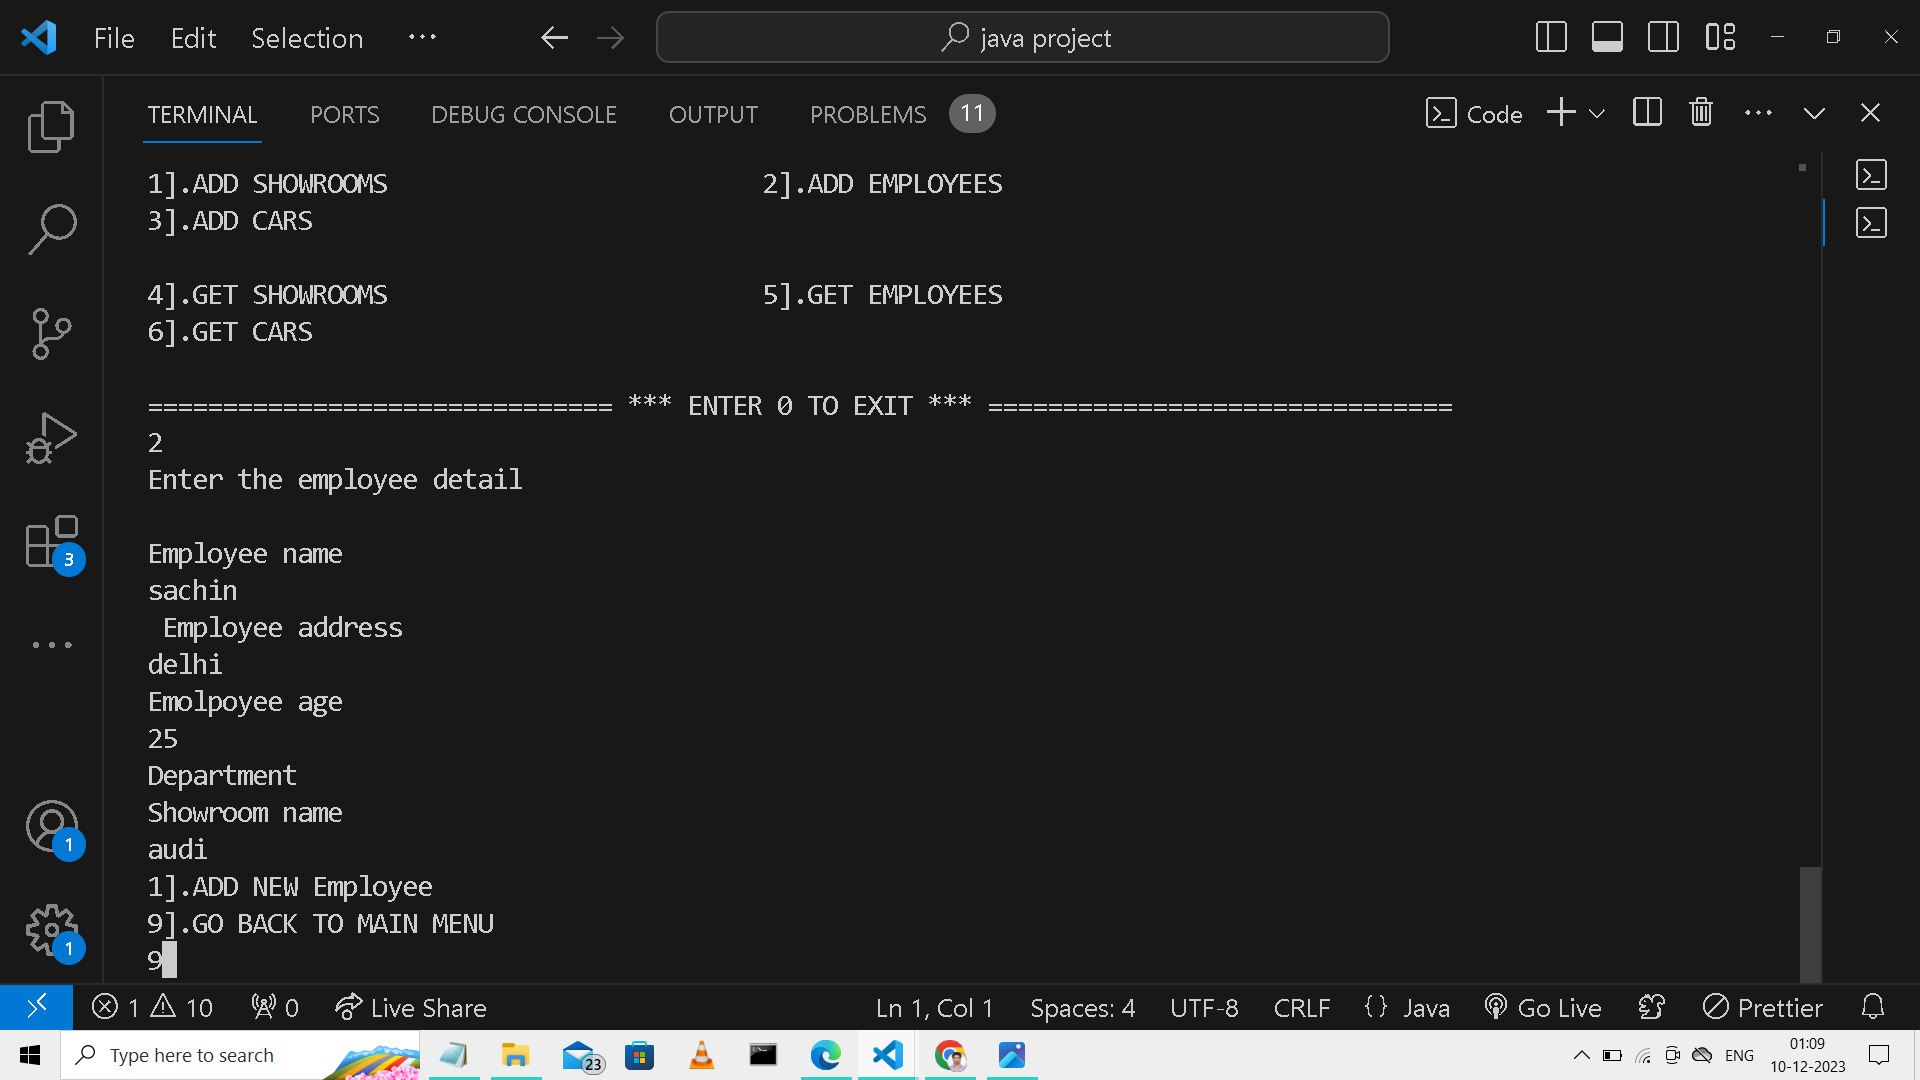 File Edit Selection ··· java project
TERMINAL PORTS DEBUG CONSOLE OUTPUT PROBLEMS 11 Code
1].ADD SHOWROOMS 2].ADD EMPLOYEES
3].ADD CARS
4].GET SHOWROOMS 5].GET EMPLOYEES
6].GET CARS
=============================== *** ENTER 0 TO EXIT *** ===============================
2
Enter the employee detail
Employee name
sachin
Employee address
delhi
Emolpoyee age
25
Department
Showroom name
audi
1].ADD NEW Employee
9].GO BACK TO MAIN MENU
9
3
1
1
1 10 0 Live Share Ln 1, Col 1 Spaces: 4 UTF-8 CRLF {} Java Go Live Prettier
Type here to search 23 ENG 01:09
10-12-2023